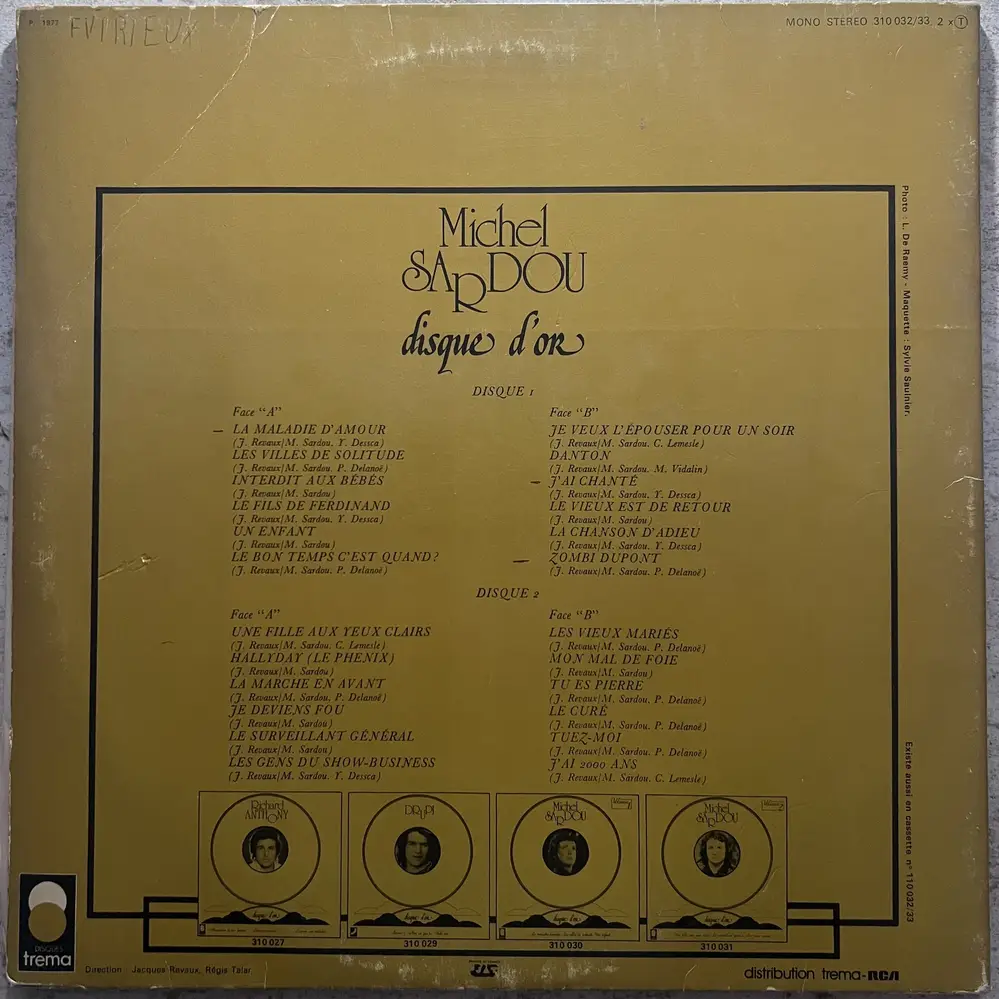 P 1977
MONO STEREO 310 032/33 2 x T
Michel
SARDOU
disque d'or
DISQUE 1
Face "A"
LA MALADIE D'AMOUR
(J. Revaux/M. Sardou, Y. Dessca)
LES VILLES DE SOLITUDE
(J. Revaux/M. Sardou. P. Delanoë)
INTERDIT AUX BÉBÉS
(J. Revaux/M. Sardou)
LE FILS DE FERDINAND
(J. Revaux/M. Sardou. Y. Dessca)
UN ENFANT
(J. Revaux/M. Sardou)
LE BON TEMPS C'EST QUAND?
(J. Revaux/M. Sardou. P. Delanoë)
Face "B"
JE VEUX L'ÉPOUSER POUR UN SOIR
(J. Revaux/M. Sardou. C. Lemesle)
DANTON
(J. Revaux/M. Sardou. M. Vidalin)
J'AI CHANTÉ
(J. Revaux/M. Sardou. Y. Dessca)
LE VIEUX EST DE RETOUR
(J. Revaux/M. Sardou)
LA CHANSON D'ADIEU
(J. Revaux/M. Sardou. Y. Dessca)
ZOMBI DUPONT
(J. Revaux/M. Sardou. P. Delanoë)
DISQUE 2
Face "A"
UNE FILLE AUX YEUX CLAIRS
(J. Revaux/M. Sardou. C. Lemesle)
HALLYDAY (LE PHENIX)
(J. Revaux/M. Sardou)
LA MARCHE EN AVANT
(J. Revaux/M. Sardou. P. Delanoë)
JE DEVIENS FOU
(J. Revaux/M. Sardou)
LE SURVEILLANT GÉNÉRAL
(J. Revaux/M. Sardou)
LES GENS DU SHOW-BUSINESS
(J. Revaux/M. Sardou. Y. Dessca)
Face "B"
LES VIEUX MARIÉS
(J. Revaux/M. Sardou. P. Delanoë)
MON MAL DE FOIE
(J. Revaux/M. Sardou)
TU ES PIERRE
(J. Revaux/M. Sardou. P. Delanoë)
LE CURÉ
(J. Revaux/M. Sardou. P. Delanoë)
TUEZ-MOI
(J. Revaux/M. Sardou. P. Delanoë)
J'AI 2000 ANS
(J. Revaux/M. Sardou. C. Lemesle)
Photo : L. De Raemy - Maquette : Sylvie Saulnier.
Existe aussi en cassette n° 110 032/33
Richard
ANTHONY
disque d'or
310 027
DRUPI
disque d'or
310 029
Michel
SARDOU
disque d'or
310 030
Michel
SARDOU
disque d'or
310 031
DISQUES
trema
Direction : Jacques Revaux, Régis Talar
distribution trema-RCA